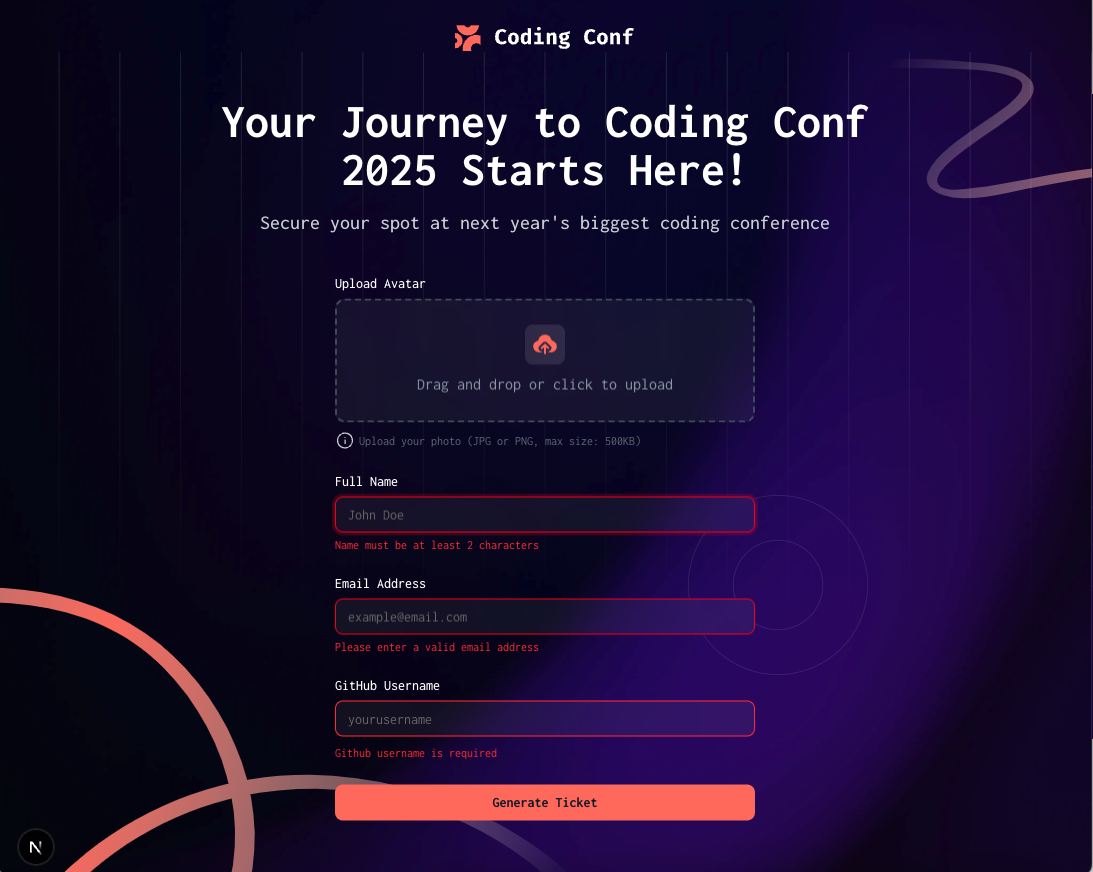 Coding Conf
Your Journey to Coding Conf
2025 Starts Here!
Secure your spot at next year's biggest coding conference
Upload Avatar
Drag and drop or click to upload
Upload your photo (JPG or PNG, max size: 500KB)
Full Name
John Doe
Name must be at least 2 characters
Email Address
example@email.com
Please enter a valid email address
GitHub Username
yourusername
Github username is required
Generate Ticket
N